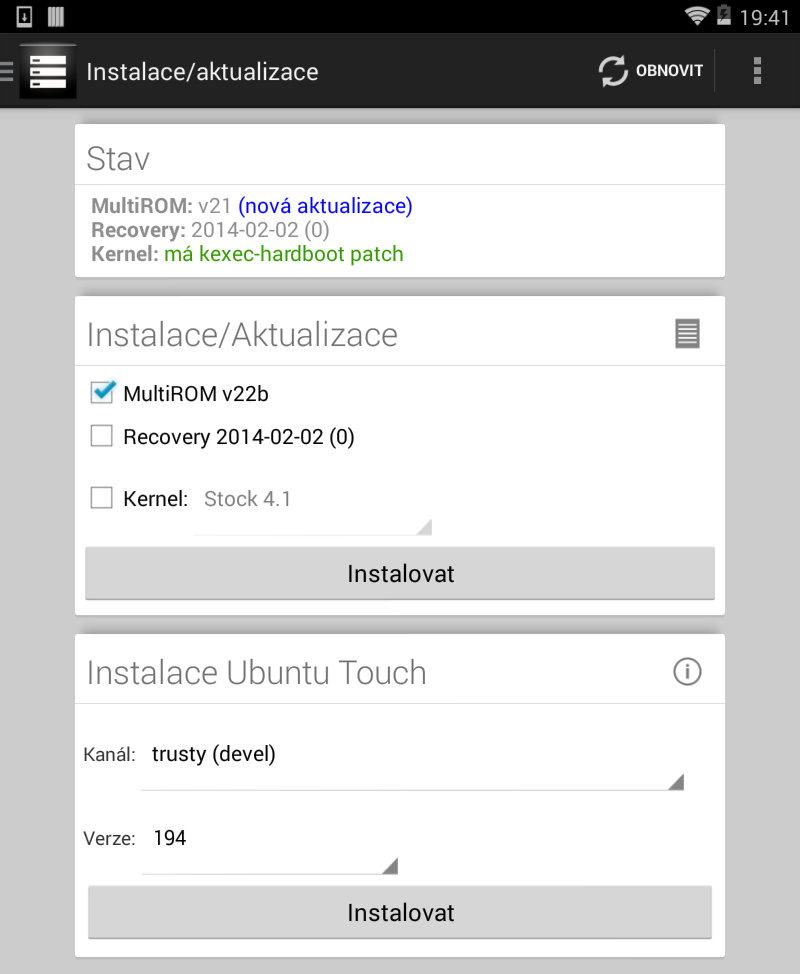 19:41
Instalace/aktualizace
OBNOVIT
Stav
MultiROM: v21 (nová aktualizace)
Recovery: 2014-02-02 (0)
Kernel: má kexec-hardboot patch
Instalace/Aktualizace
MultiROM v22b
Recovery 2014-02-02 (0)
Kernel: Stock 4.1
Instalovat
Instalace Ubuntu Touch
Kanál: trusty (devel)
Verze: 194
Instalovat